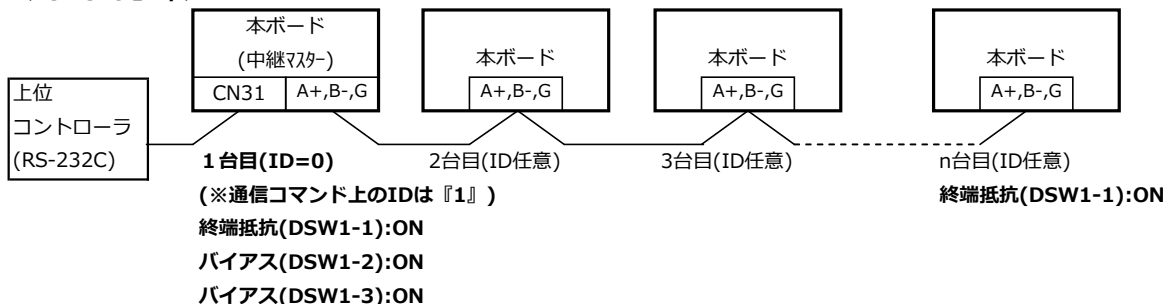 本ボード
(中継ﾏｽﾀｰ)
CN31 A+,B-,G
本ボード
A+,B-,G
本ボード
A+,B-,G
本ボード
A+,B-,G
上位
コントローラ
(RS-232C)
1台目(ID=0)
(※通信コマンド上のIDは『1』)
終端抵抗(DSW1-1):ON
バイアス(DSW1-2):ON
バイアス(DSW1-3):ON
2台目(ID任意)
3台目(ID任意)
n台目(ID任意)
終端抵抗(DSW1-1):ON